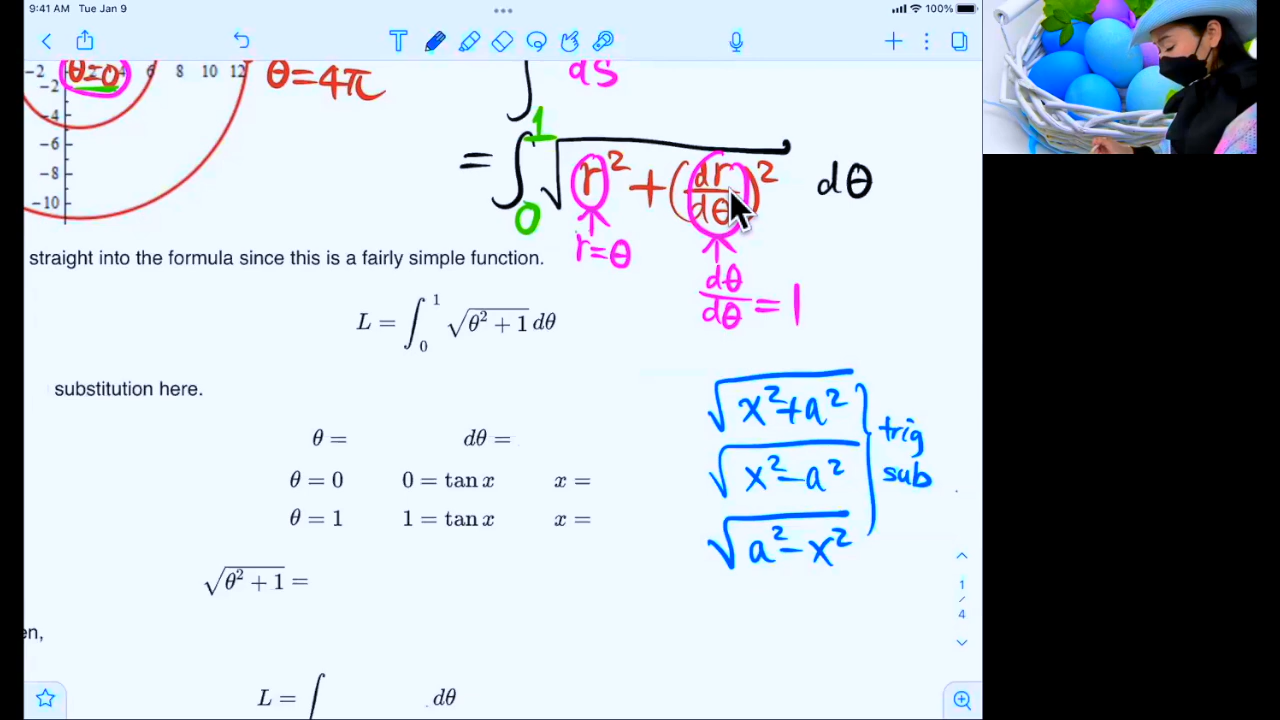 9:41 AM Tue Jan 9
100%
-2 θ=0 4 6 8 10 12 θ=4π
-2
-4
-6
-8
-10
∫ ds
= ∫₀¹ √(r² + (dr/dθ)²) dθ
r=θ
dθ/dθ = 1
straight into the formula since this is a fairly simple function.
L = ∫₀¹ √(θ² + 1) dθ
substitution here.
√(x²+a²)
√(x²-a²)
√(a²-x²)
trig
sub
θ = dθ =
θ = 0 0 = tan x x =
θ = 1 1 = tan x x =
√(θ² + 1) =
en,
L = ∫ dθ
1
/
4